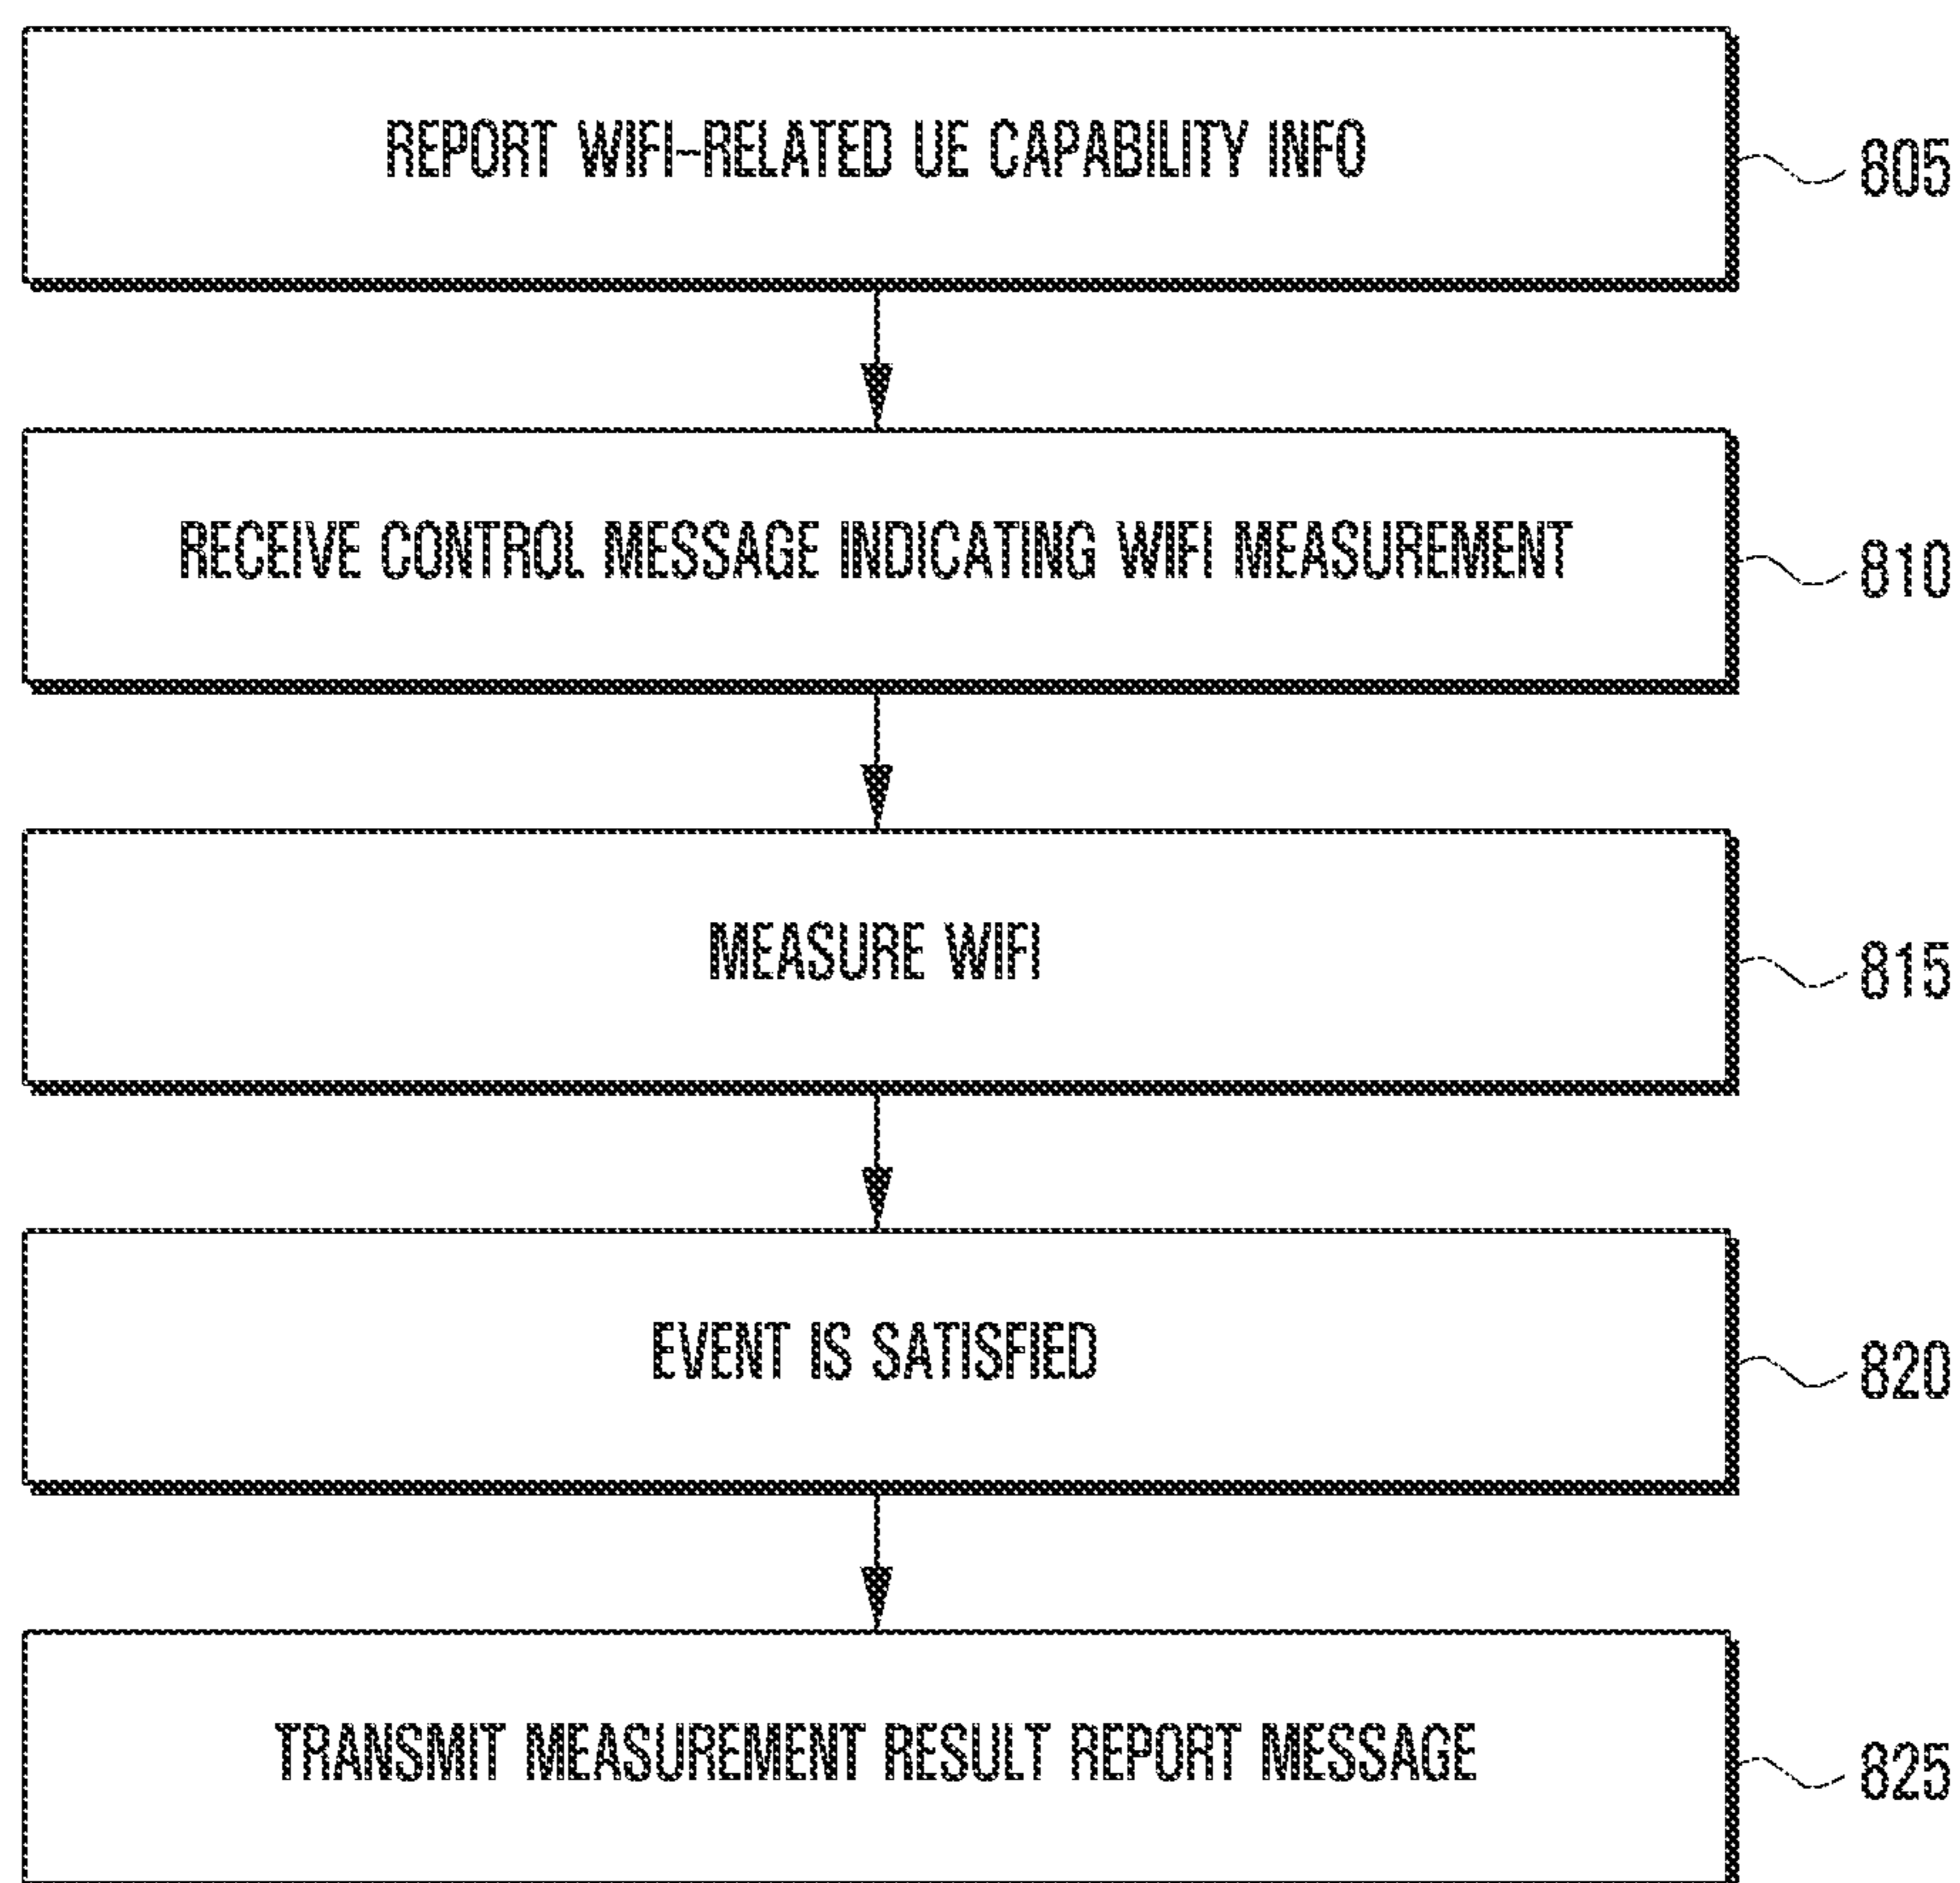 REPORT WIFI-RELATED UE CAPABILITY INFO
805
RECEIVE CONTROL MESSAGE INDICATING WIFI MEASUREMENT
810
MEASURE WIFI
815
EVENT IS SATISFIED
820
TRANSMIT MEASUREMENT RESULT REPORT MESSAGE
825